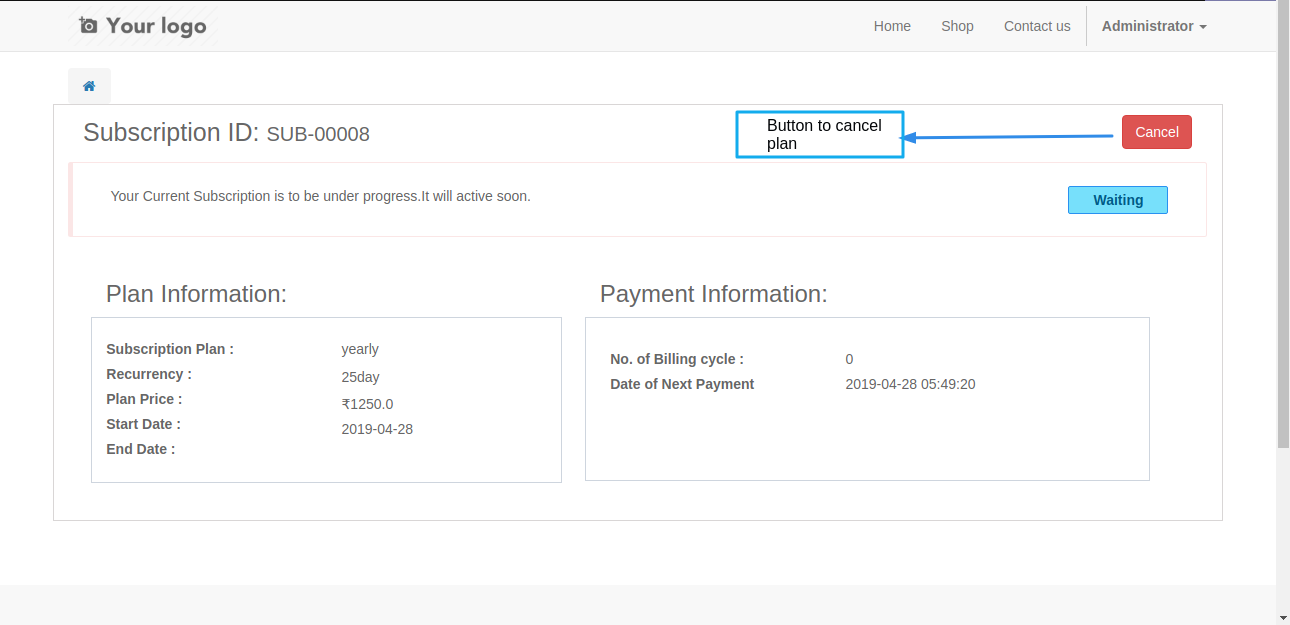 Your logo
Home Shop Contact us Administrator
Subscription ID: SUB-00008
Button to cancel
plan
Cancel
Your Current Subscription is to be under progress.It will active soon.
Waiting
Plan Information:
Subscription Plan : yearly
Recurrency : 25day
Plan Price : ₹1250.0
Start Date : 2019-04-28
End Date :
Payment Information:
No. of Billing cycle : 0
Date of Next Payment 2019-04-28 05:49:20